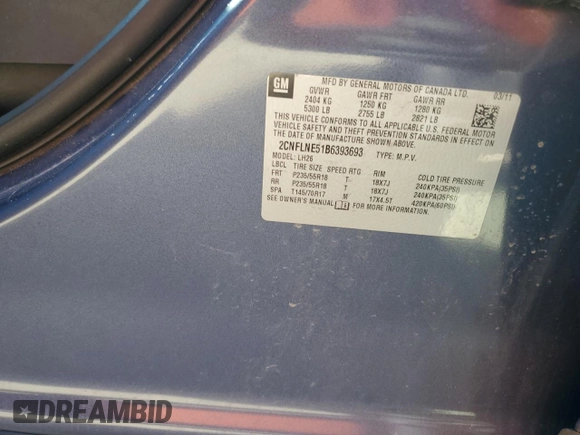 GM
MFD BY GENERAL MOTORS OF CANADA LTD.
03/11
GVWR GAWR FRT GAWR RR
2404 KG 1250 KG 1280 KG
5300 LB 2755 LB 2821 LB
THIS VEHICLE CONFORMS TO ALL APPLICABLE U.S. FEDERAL MOTOR
VEHICLE SAFETY AND THEFT PREVENTION STANDARDS IN EFFECT ON
THE DATE OF MANUFACTURE SHOWN ABOVE.
2CNFLNE51B6393693 TYPE: M.P.V.
MODEL: LH26
LBCL TIRE SIZE SPEED RTG RIM COLD TIRE PRESSURE
FRT P235/55R18 T 18X7J 240KPA(35PSI)
RR P235/55R18 T 18X7J 240KPA(35PSI)
SPA T145/70R17 M 17X4.5T 420KPA(60PSI)
SEE OWNER'S MANUAL FOR MORE INFORMATION.
DREAMBID